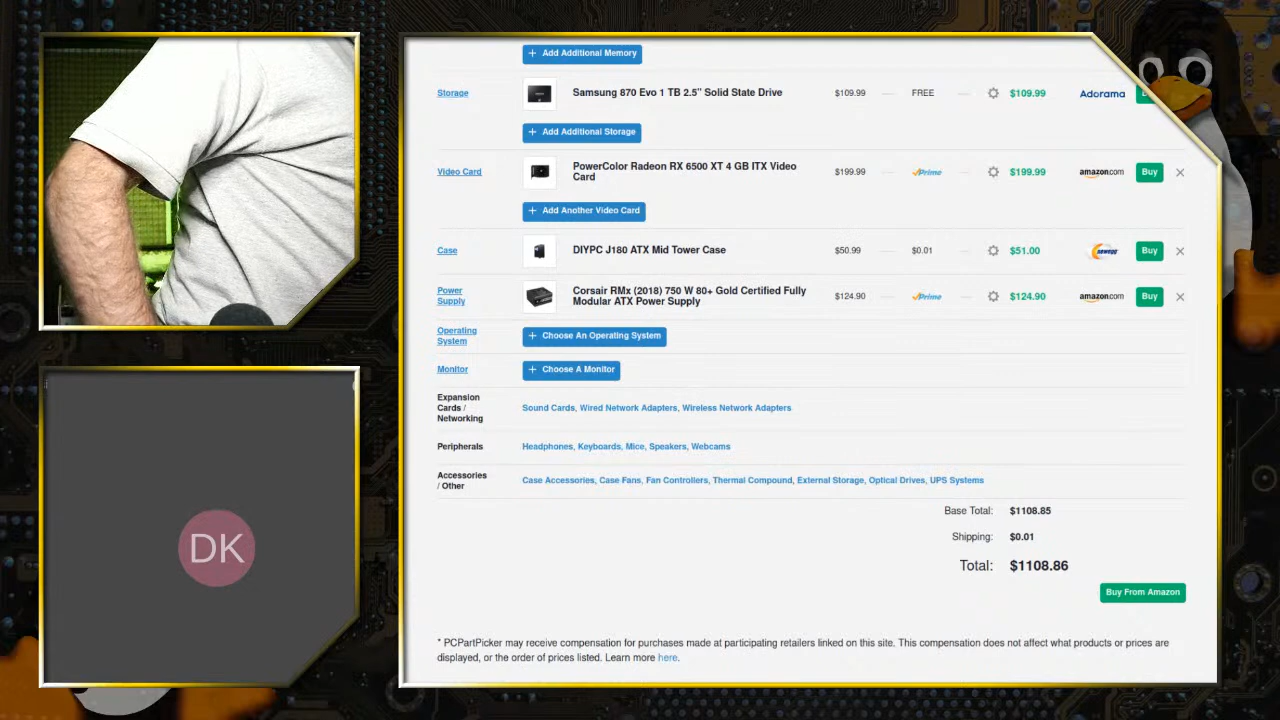 + Add Additional Memory
Storage
Samsung 870 Evo 1 TB 2.5" Solid State Drive
$109.99
FREE
$109.99
Adorama
+ Add Additional Storage
Video Card
PowerColor Radeon RX 6500 XT 4 GB ITX Video
Card
$199.99
Prime
$199.99
amazon.com
Buy
+ Add Another Video Card
Case
DIYPC J180 ATX Mid Tower Case
$50.99
$0.01
$51.00
newegg
Buy
Power
Supply
Corsair RMx (2018) 750 W 80+ Gold Certified Fully
Modular ATX Power Supply
$124.90
Prime
$124.90
amazon.com
Buy
Operating
System
+ Choose An Operating System
Monitor
+ Choose A Monitor
Expansion
Cards /
Networking
Sound Cards, Wired Network Adapters, Wireless Network Adapters
Peripherals
Headphones, Keyboards, Mice, Speakers, Webcams
Accessories
/ Other
Case Accessories, Case Fans, Fan Controllers, Thermal Compound, External Storage, Optical Drives, UPS Systems
Base Total: $1108.85
Shipping: $0.01
Total: $1108.86
Buy From Amazon
* PCPartPicker may receive compensation for purchases made at participating retailers linked on this site. This compensation does not affect what products or prices are
displayed, or the order of prices listed. Learn more here.
DK